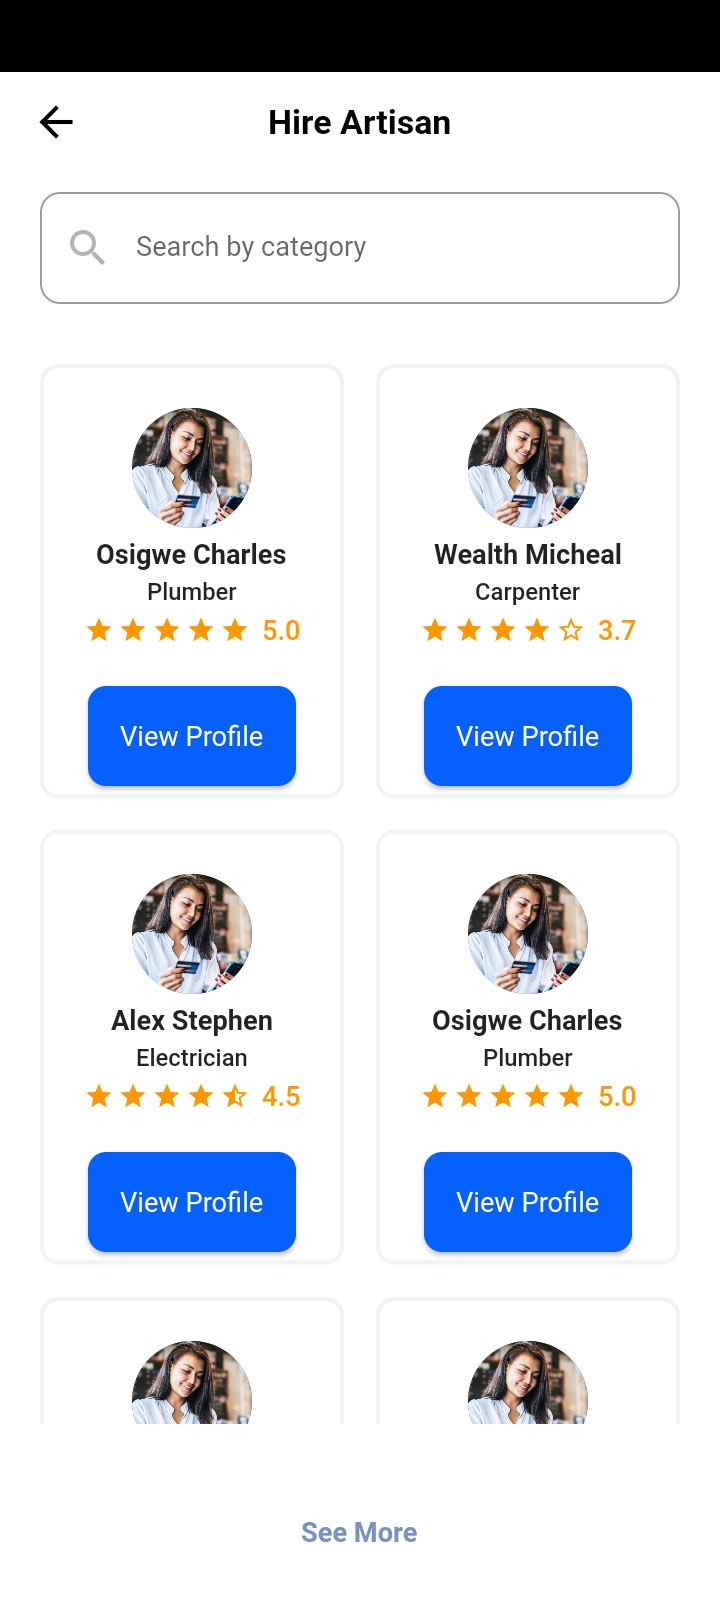 Hire Artisan
Search by category
Osigwe Charles
Plumber
5.0
View Profile
Wealth Micheal
Carpenter
3.7
View Profile
Alex Stephen
Electrician
4.5
View Profile
Osigwe Charles
Plumber
5.0
View Profile
See More